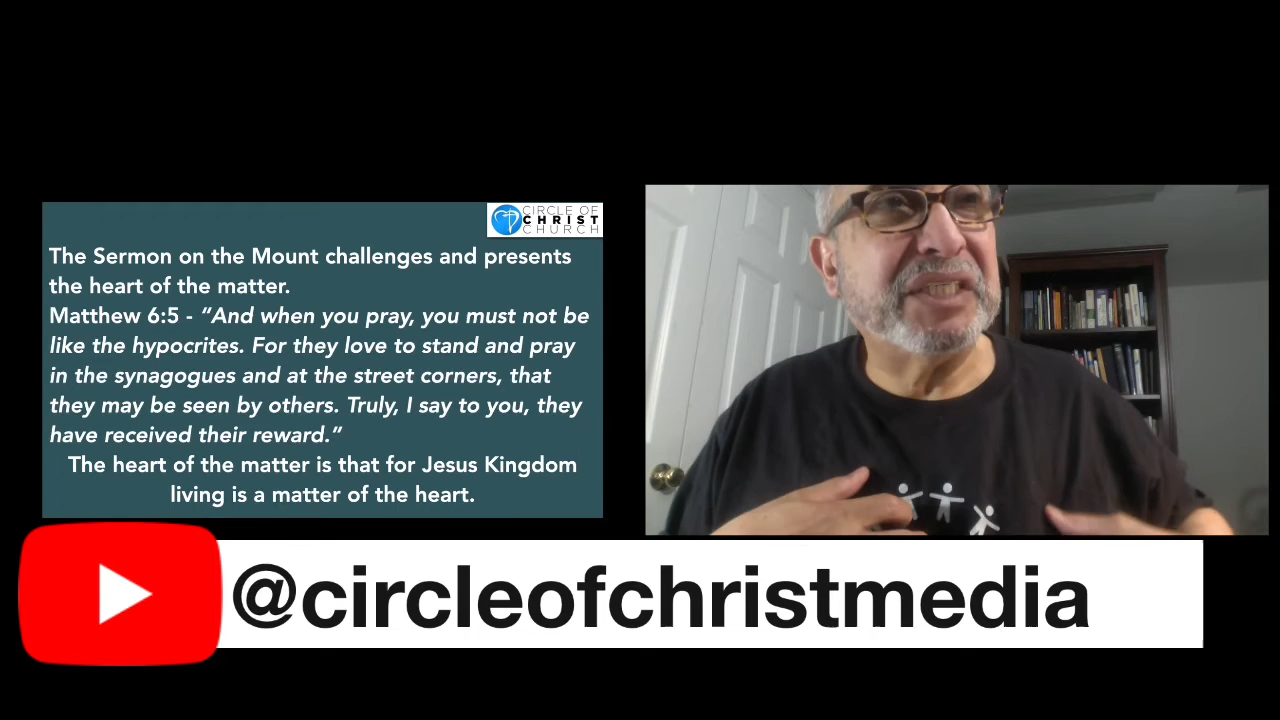 CIRCLE OF
CHRIST
CHURCH
The Sermon on the Mount challenges and presents
the heart of the matter.
Matthew 6:5 - “And when you pray, you must not be
like the hypocrites. For they love to stand and pray
in the synagogues and at the street corners, that
they may be seen by others. Truly, I say to you, they
have received their reward.”
The heart of the matter is that for Jesus Kingdom
living is a matter of the heart.
@circleofchristmedia